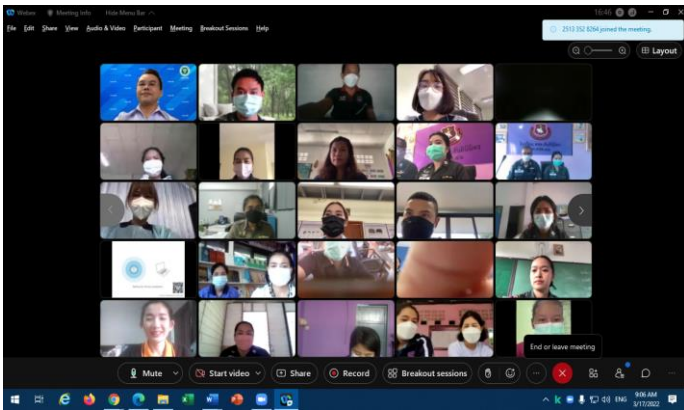 Webex Meeting Info Hide Menu Bar 16:46
File Edit Share View Audio & Video Participant Meeting Breakout Sessions Help
2513 352 8264 joined the meeting.
Layout
End or leave meeting
Mute Start video Share Record Breakout sessions
ENG 9:06 AM
3/17/2022